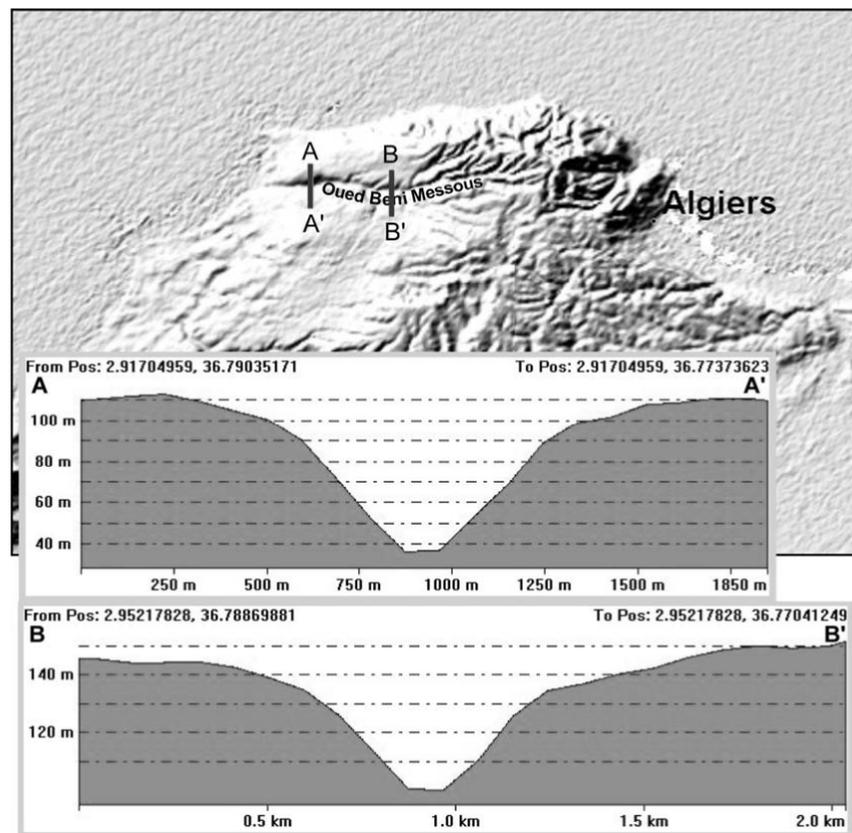 A
B
Oued Beni Messous
A'
B'
Algiers
From Pos: 2.91704959, 36.79035171
To Pos: 2.91704959, 36.77373623
A
A'
100 m
80 m
60 m
40 m
250 m
500 m
750 m
1000 m
1250 m
1500 m
1850 m
From Pos: 2.95217828, 36.78869881
To Pos: 2.95217828, 36.77041249
B
B'
140 m
120 m
0.5 km
1.0 km
1.5 km
2.0 km